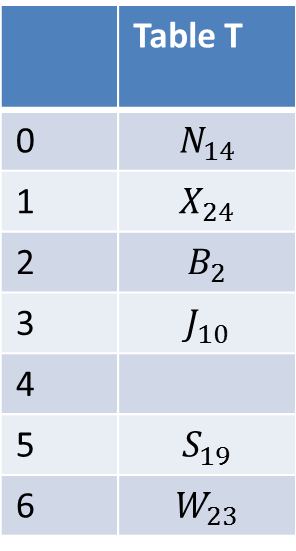 Table T
0 N₁₄
1 X₂₄
2 B₂
3 J₁₀
4
5 S₁₉
6 W₂₃